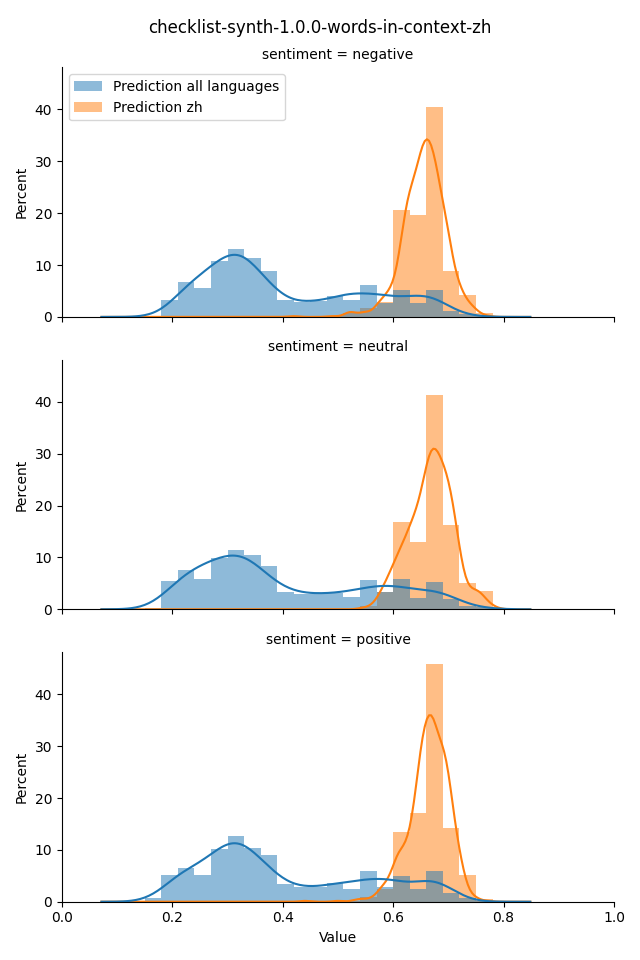 checklist-synth-1.0.0-words-in-context-zh
sentiment = negative
Prediction all languages
Prediction zh
40
30
20
10
0
Percent
sentiment = neutral
40
30
20
10
0
Percent
sentiment = positive
40
30
20
10
0
Percent
0.0 0.2 0.4 0.6 0.8 1.0
Value